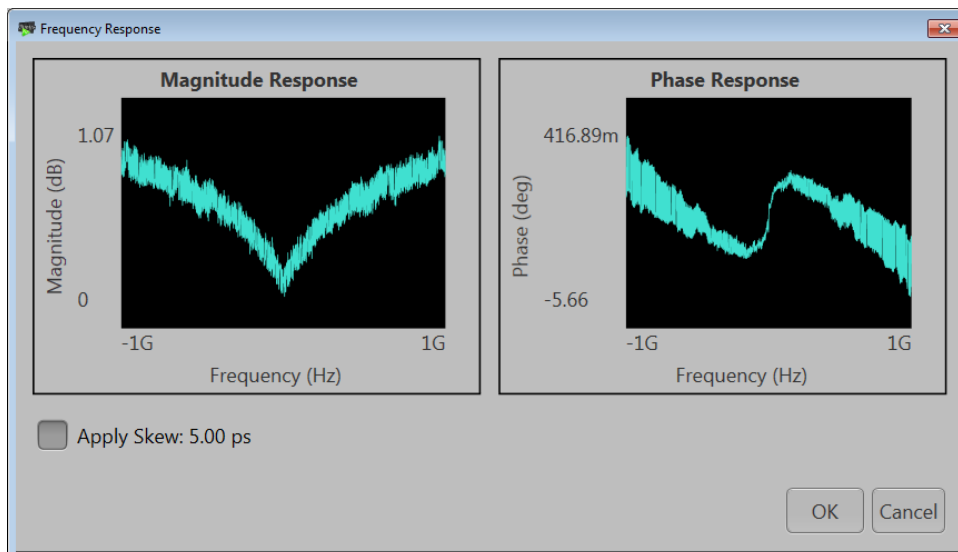 Frequency Response
Magnitude Response
1.07
Magnitude (dB)
0
-1G
1G
Frequency (Hz)
Phase Response
416.89m
Phase (deg)
-5.66
-1G
1G
Frequency (Hz)
Apply Skew: 5.00 ps
OK
Cancel